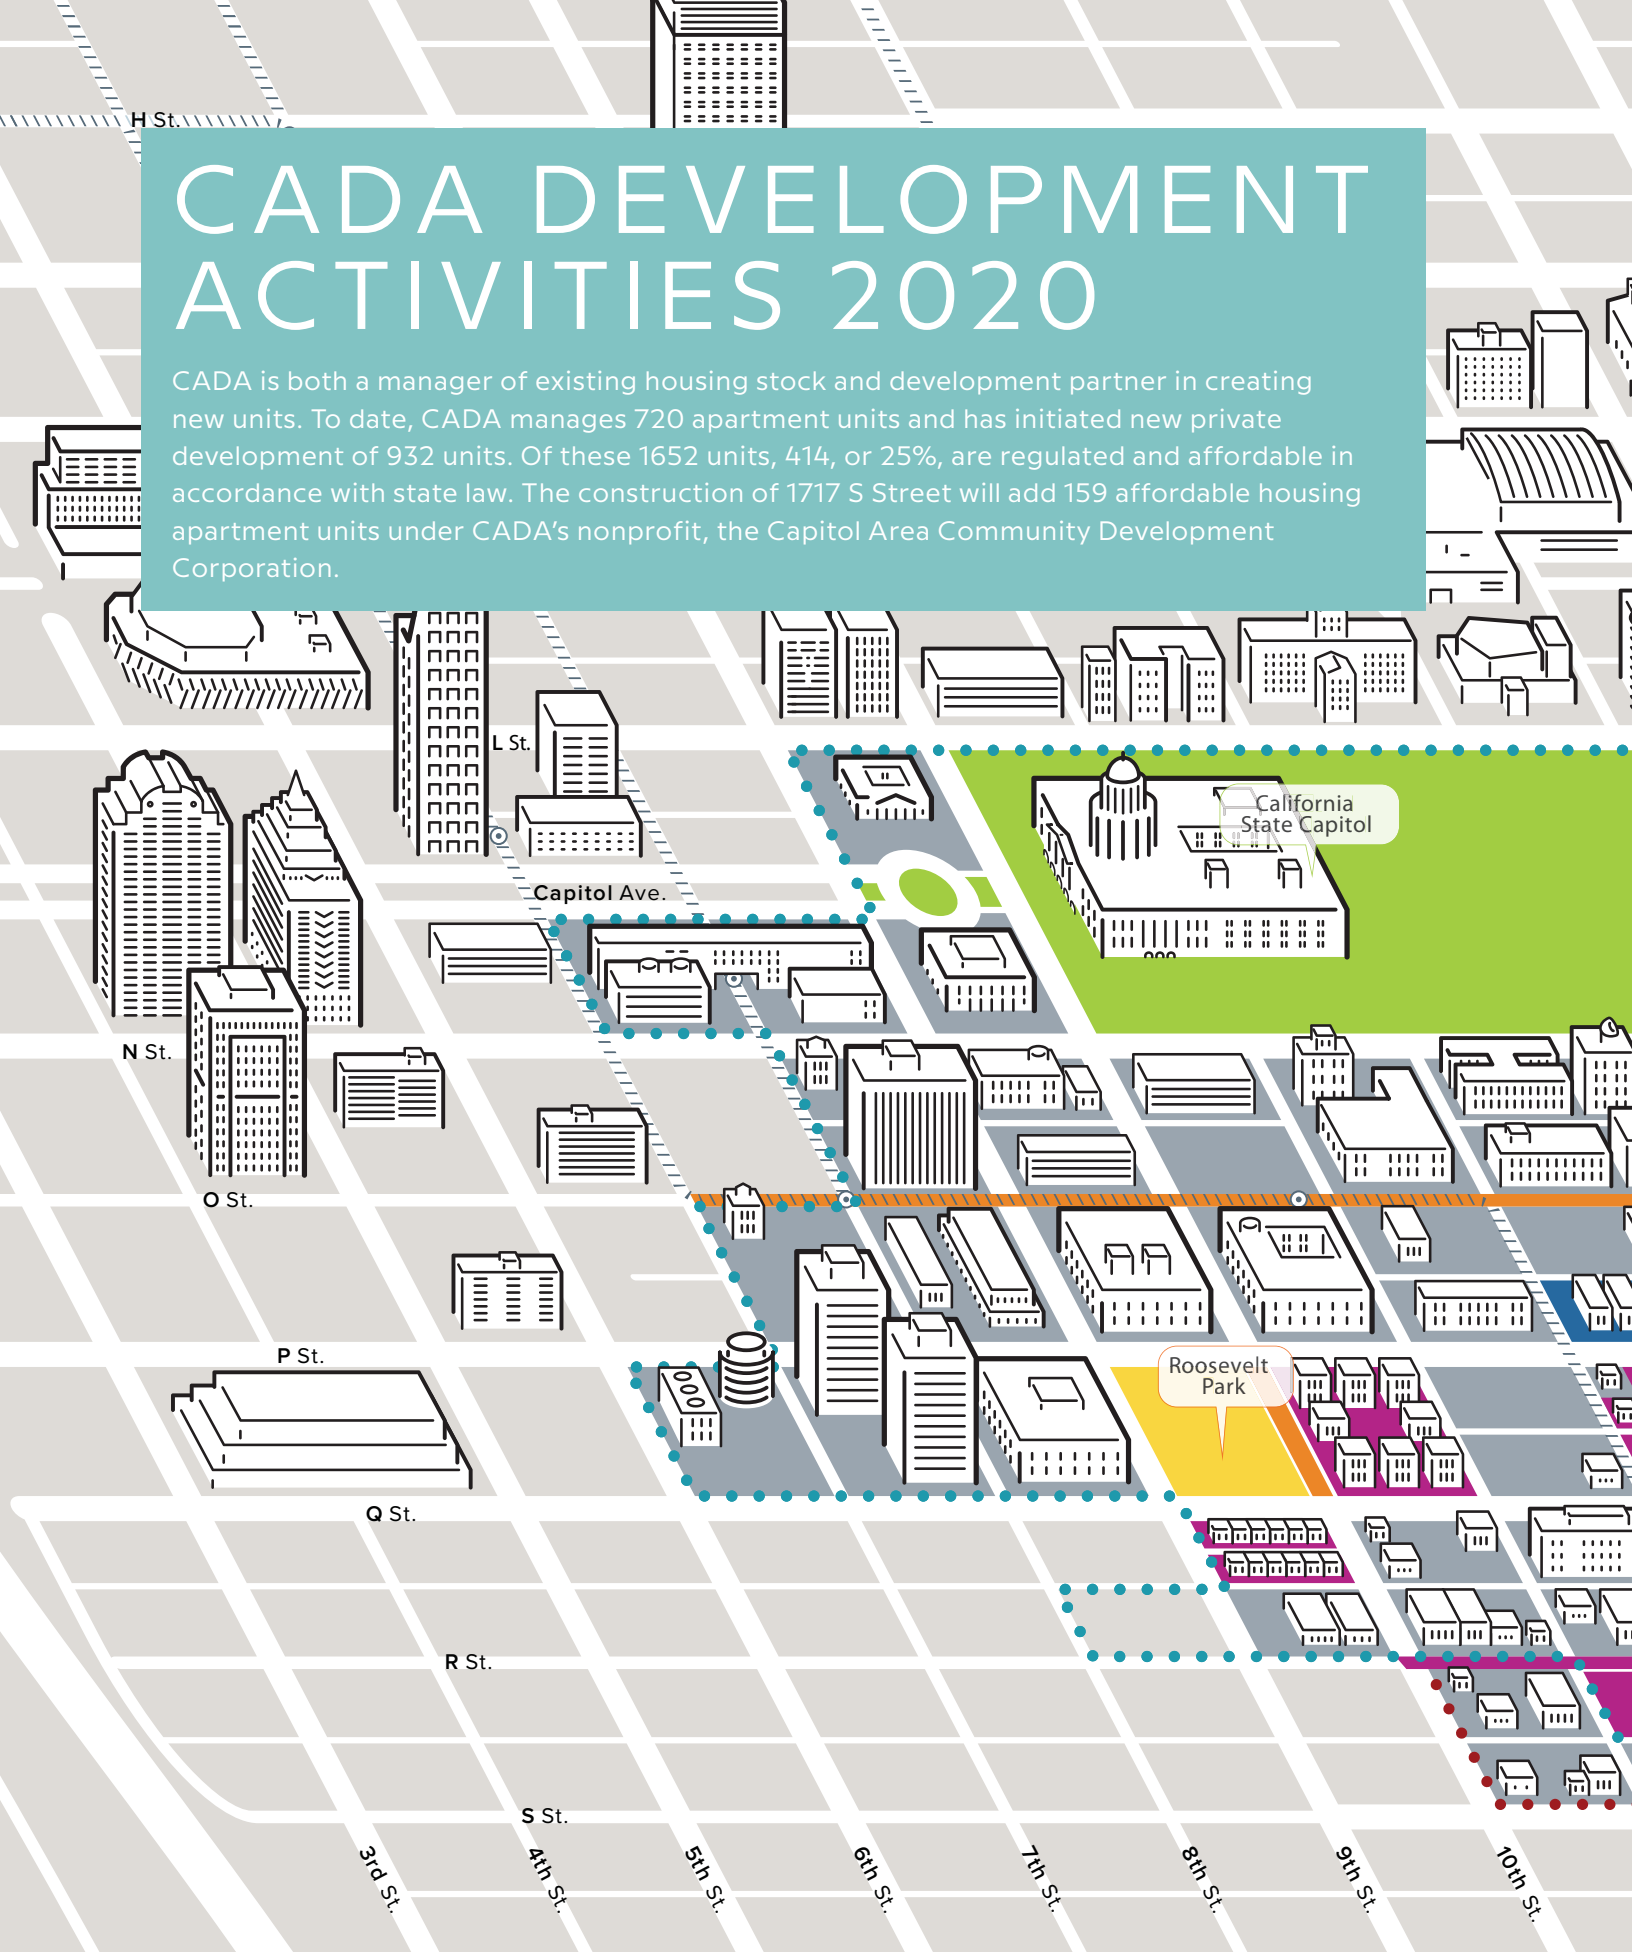 H St.
CADA DEVELOPMENT
ACTIVITIES 2020
CADA is both a manager of existing housing stock and development partner in creating
new units. To date, CADA manages 720 apartment units and has initiated new private
development of 932 units. Of these 1652 units, 414, or 25%, are regulated and affordable in
accordance with state law. The construction of 1717 S Street will add 159 affordable housing
apartment units under CADA’s nonprofit, the Capitol Area Community Development
Corporation.
L St.
California
State Capitol
Capitol Ave.
N St.
O St.
P St.
Roosevelt
Park
Q St.
R St.
S St.
3rd St.
4th St.
5th St.
6th St.
7th St.
8th St.
9th St.
10th St.